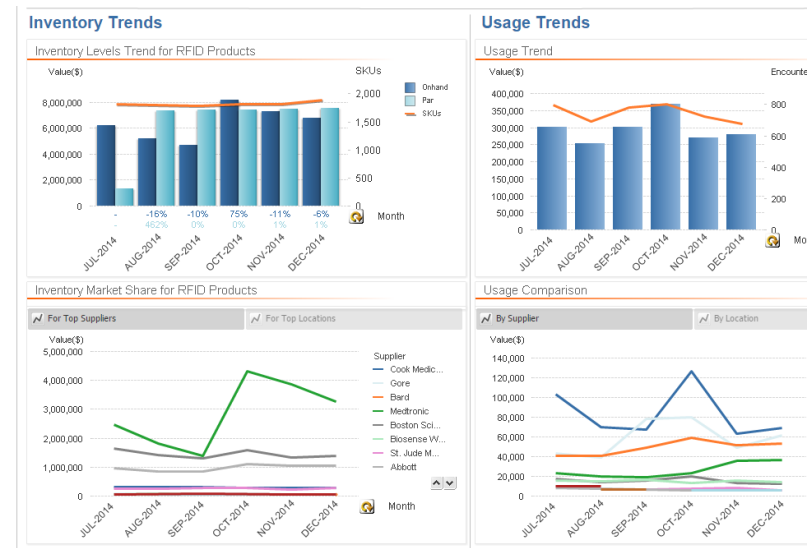 Inventory Trends
Usage Trends
Inventory Levels Trend for RFID Products
Value($)
SKUs
8,000,000
6,000,000
4,000,000
2,000,000
0
2,000
1,500
1,000
500
0
Onhand
Par
SKUs
- -16% -10% 75% -11% -6%
- 462% 0% 0% 1% 1%
JUL-2014 AUG-2014 SEP-2014 OCT-2014 NOV-2014 DEC-2014
Month
Usage Trend
Value($)
Encounte
400,000
350,000
300,000
250,000
200,000
150,000
100,000
50,000
0
800
600
400
200
0
JUL-2014 AUG-2014 SEP-2014 OCT-2014 NOV-2014 DEC-2014
Mo
Inventory Market Share for RFID Products
For Top Suppliers
For Top Locations
Value($)
5,000,000
4,000,000
3,000,000
2,000,000
1,000,000
0
Supplier
Cook Medic...
Gore
Bard
Medtronic
Boston Sci...
Biosense W...
St. Jude M...
Abbott
JUL-2014 AUG-2014 SEP-2014 OCT-2014 NOV-2014 DEC-2014
Month
Usage Comparison
By Supplier
By Location
Value($)
140,000
120,000
100,000
80,000
60,000
40,000
20,000
0
JUL-2014 AUG-2014 SEP-2014 OCT-2014 NOV-2014 DEC-2014